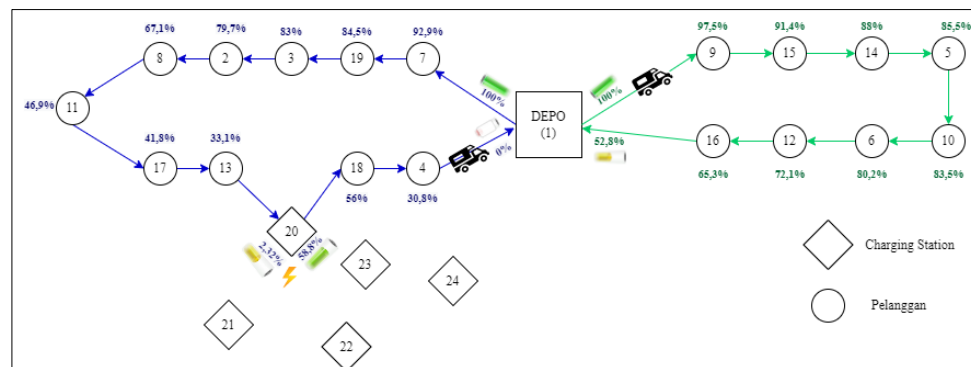 67,1% 79,7% 83% 84,5% 92,9% 97,5% 91,4% 88% 85,5%
8 2 3 19 7 9 15 14 5
100% 100%
46,9% 11
DEPO
(1)
41,8% 33,1% 0% 52,8%
17 13 18 4 16 12 6 10
56% 30,8% 65,3% 72,1% 80,2% 83,5%
20
2,32% 58,8%
23
24
21
22
Charging Station
Pelanggan